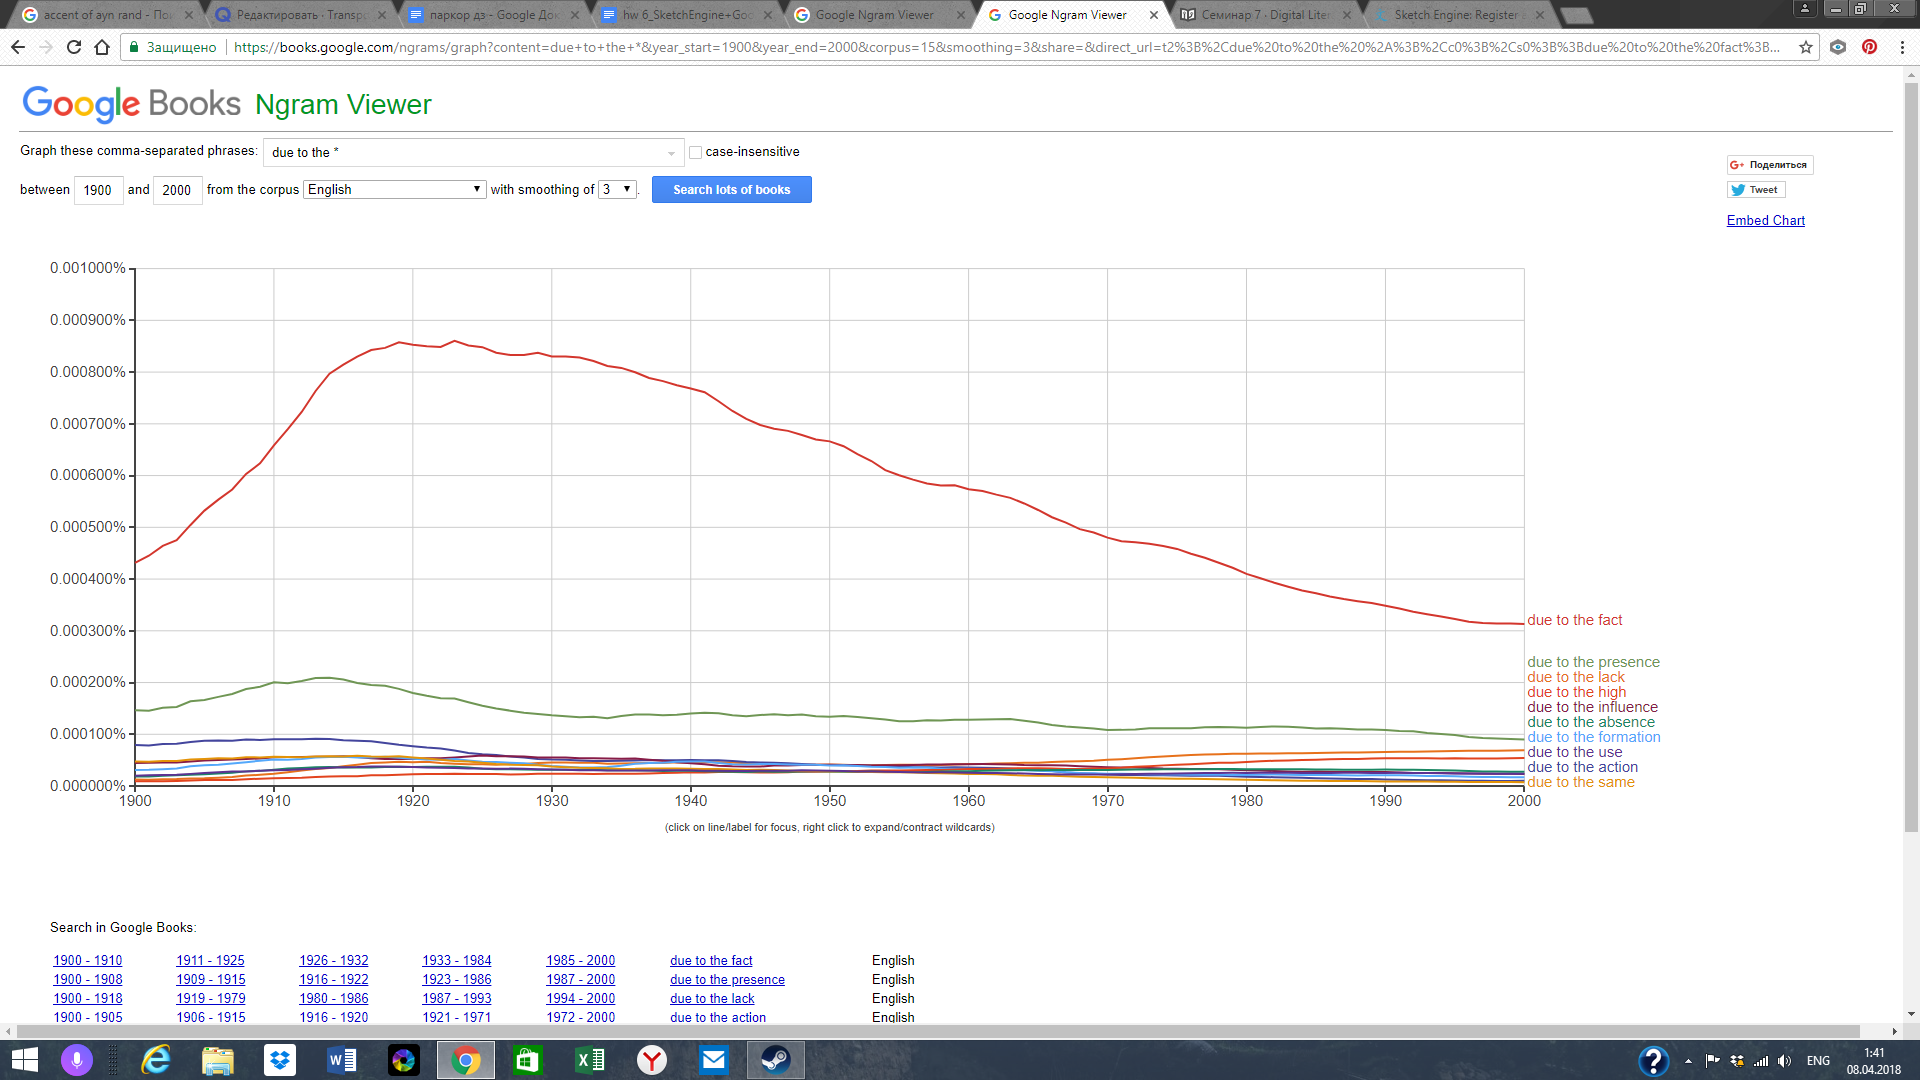 accent of ayn rand - Пои
Редактировать · Transpo
паркор дз - Google Док
hw 6_SketchEngine+Goo
Google Ngram Viewer
Google Ngram Viewer
Семинар 7 · Digital Liter
Sketch Engine: Register a
Защищено
https://books.google.com/ngrams/graph?content=due+to+the+*&year_start=1900&year_end=2000&corpus=15&smoothing=3&share=&direct_url=t2%3B%2Cdue%20to%20the%20%2A%3B%2Cc0%3B%2Cs0%3B%3Bdue%20to%20the%20fact%3B...
Google Books Ngram Viewer
Graph these comma-separated phrases: due to the * case-insensitive
between 1900 and 2000 from the corpus English with smoothing of 3. Search lots of books
Поделиться
Tweet
Embed Chart
0.001000%
0.000900%
0.000800%
0.000700%
0.000600%
0.000500%
0.000400%
0.000300%
0.000200%
0.000100%
0.000000%
due to the fact
due to the presence
due to the lack
due to the high
due to the influence
due to the absence
due to the formation
due to the use
due to the action
due to the same
1900 1910 1920 1930 1940 1950 1960 1970 1980 1990 2000
(click on line/label for focus, right click to expand/contract wildcards)
Search in Google Books:
1900 - 1910 1911 - 1925 1926 - 1932 1933 - 1984 1985 - 2000 due to the fact English
1900 - 1908 1909 - 1915 1916 - 1922 1923 - 1986 1987 - 2000 due to the presence English
1900 - 1918 1919 - 1979 1980 - 1986 1987 - 1993 1994 - 2000 due to the lack English
1900 - 1905 1906 - 1915 1916 - 1920 1921 - 1971 1972 - 2000 due to the action English
ENG
1:41
08.04.2018